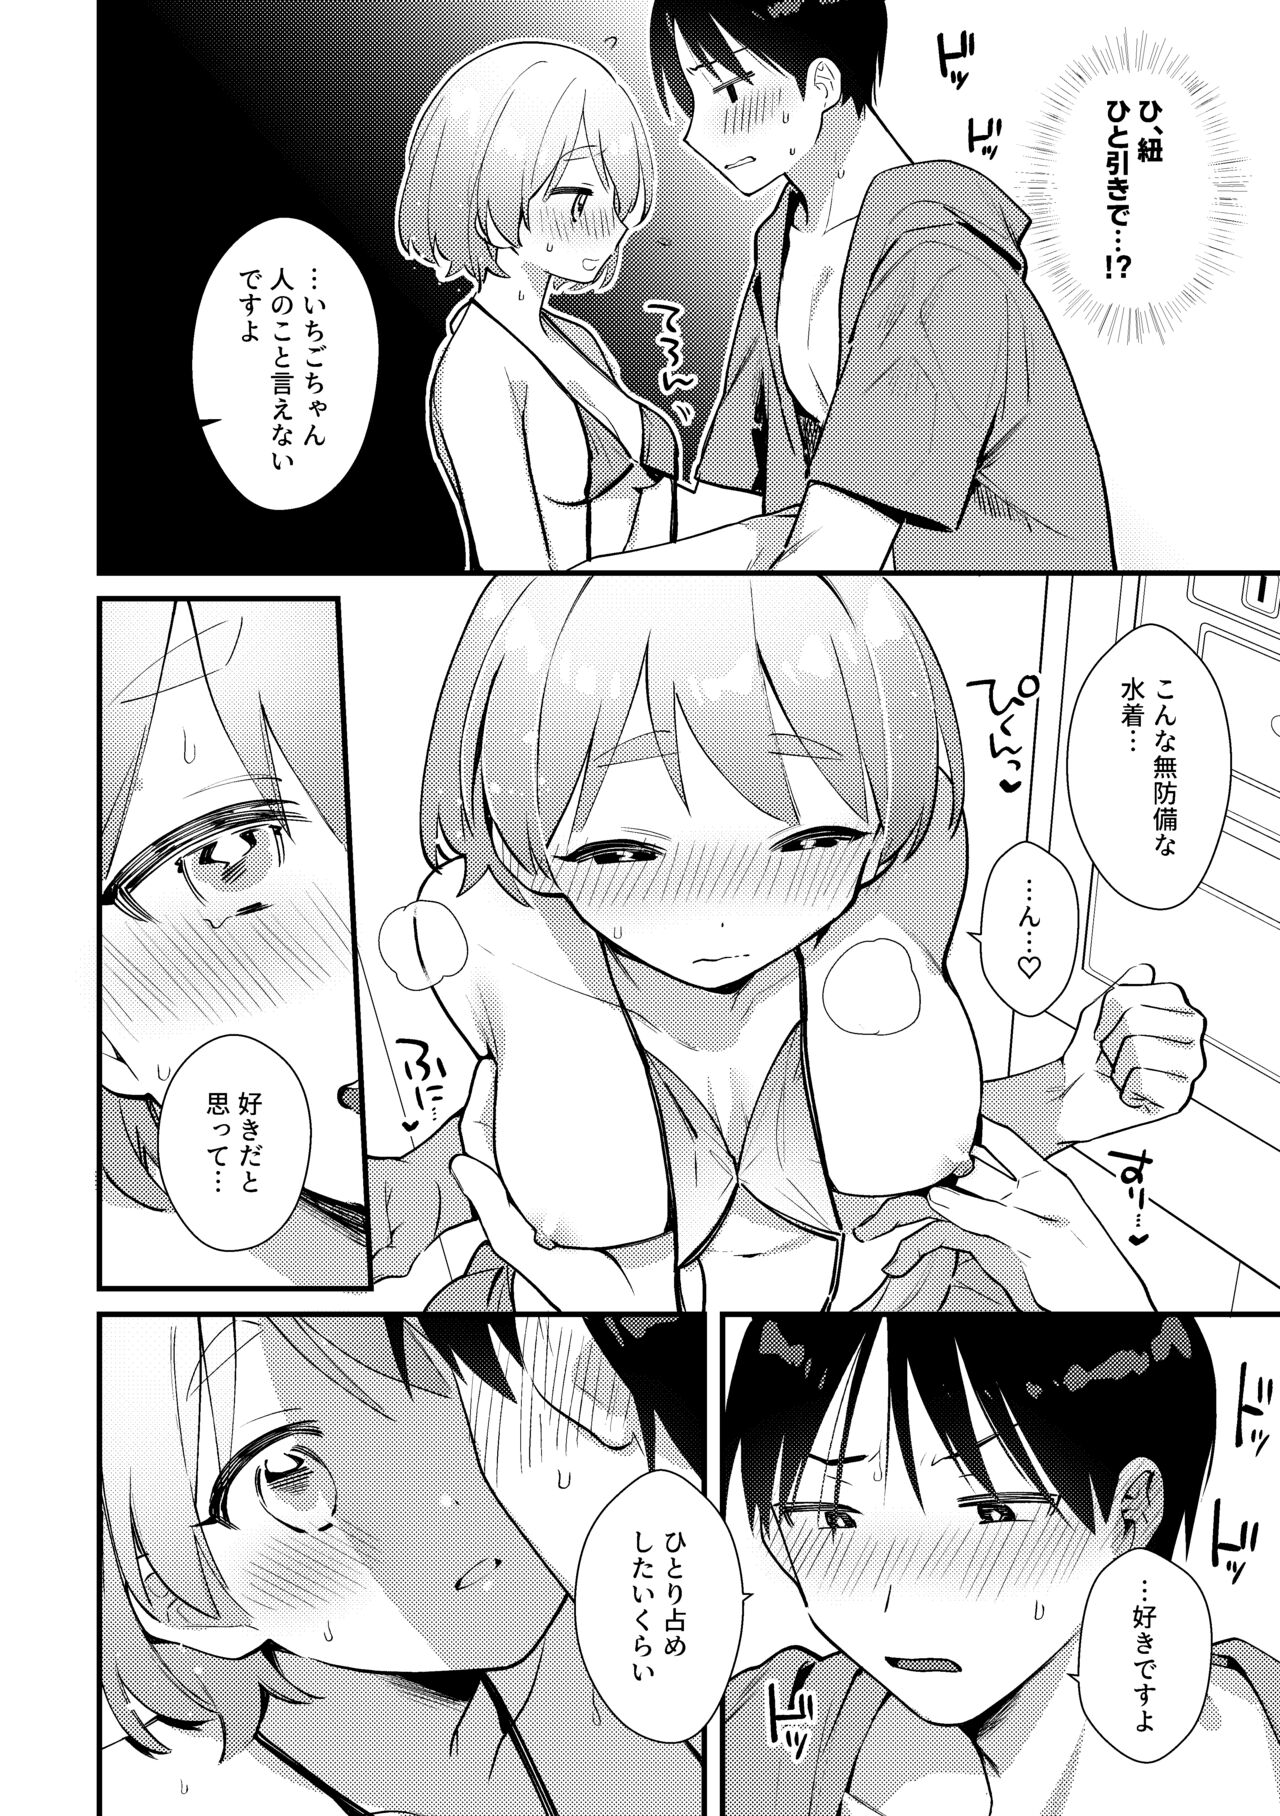 ひ、紐
ひと引きで…!?
ドッ
ドッ
てろん
…いちごちゃん
人のこと言えない
ですよ
こんな無防備な
水着…
ぴくんっ♡
…ん…♡
すりっ…♡
ふに…♡
好きだと
思って…
ドッ
ドッ
…好きですよ
ドッ
ひとり占め
したいくらい